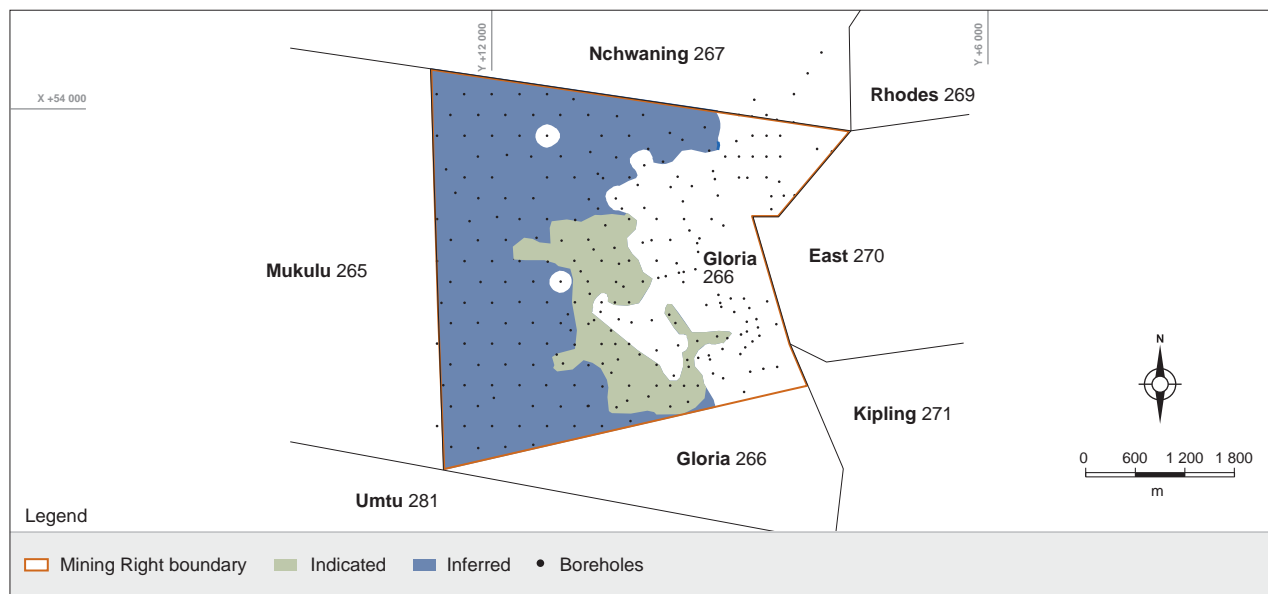 Y +12 000
Y +6 000
X +54 000
Nchwaning 267
Rhodes 269
Mukulu 265
Gloria
266
East 270
N
Kipling 271
Gloria 266
0 600 1 200 1 800
m
Umtu 281
Legend
Mining Right boundary Indicated Inferred Boreholes